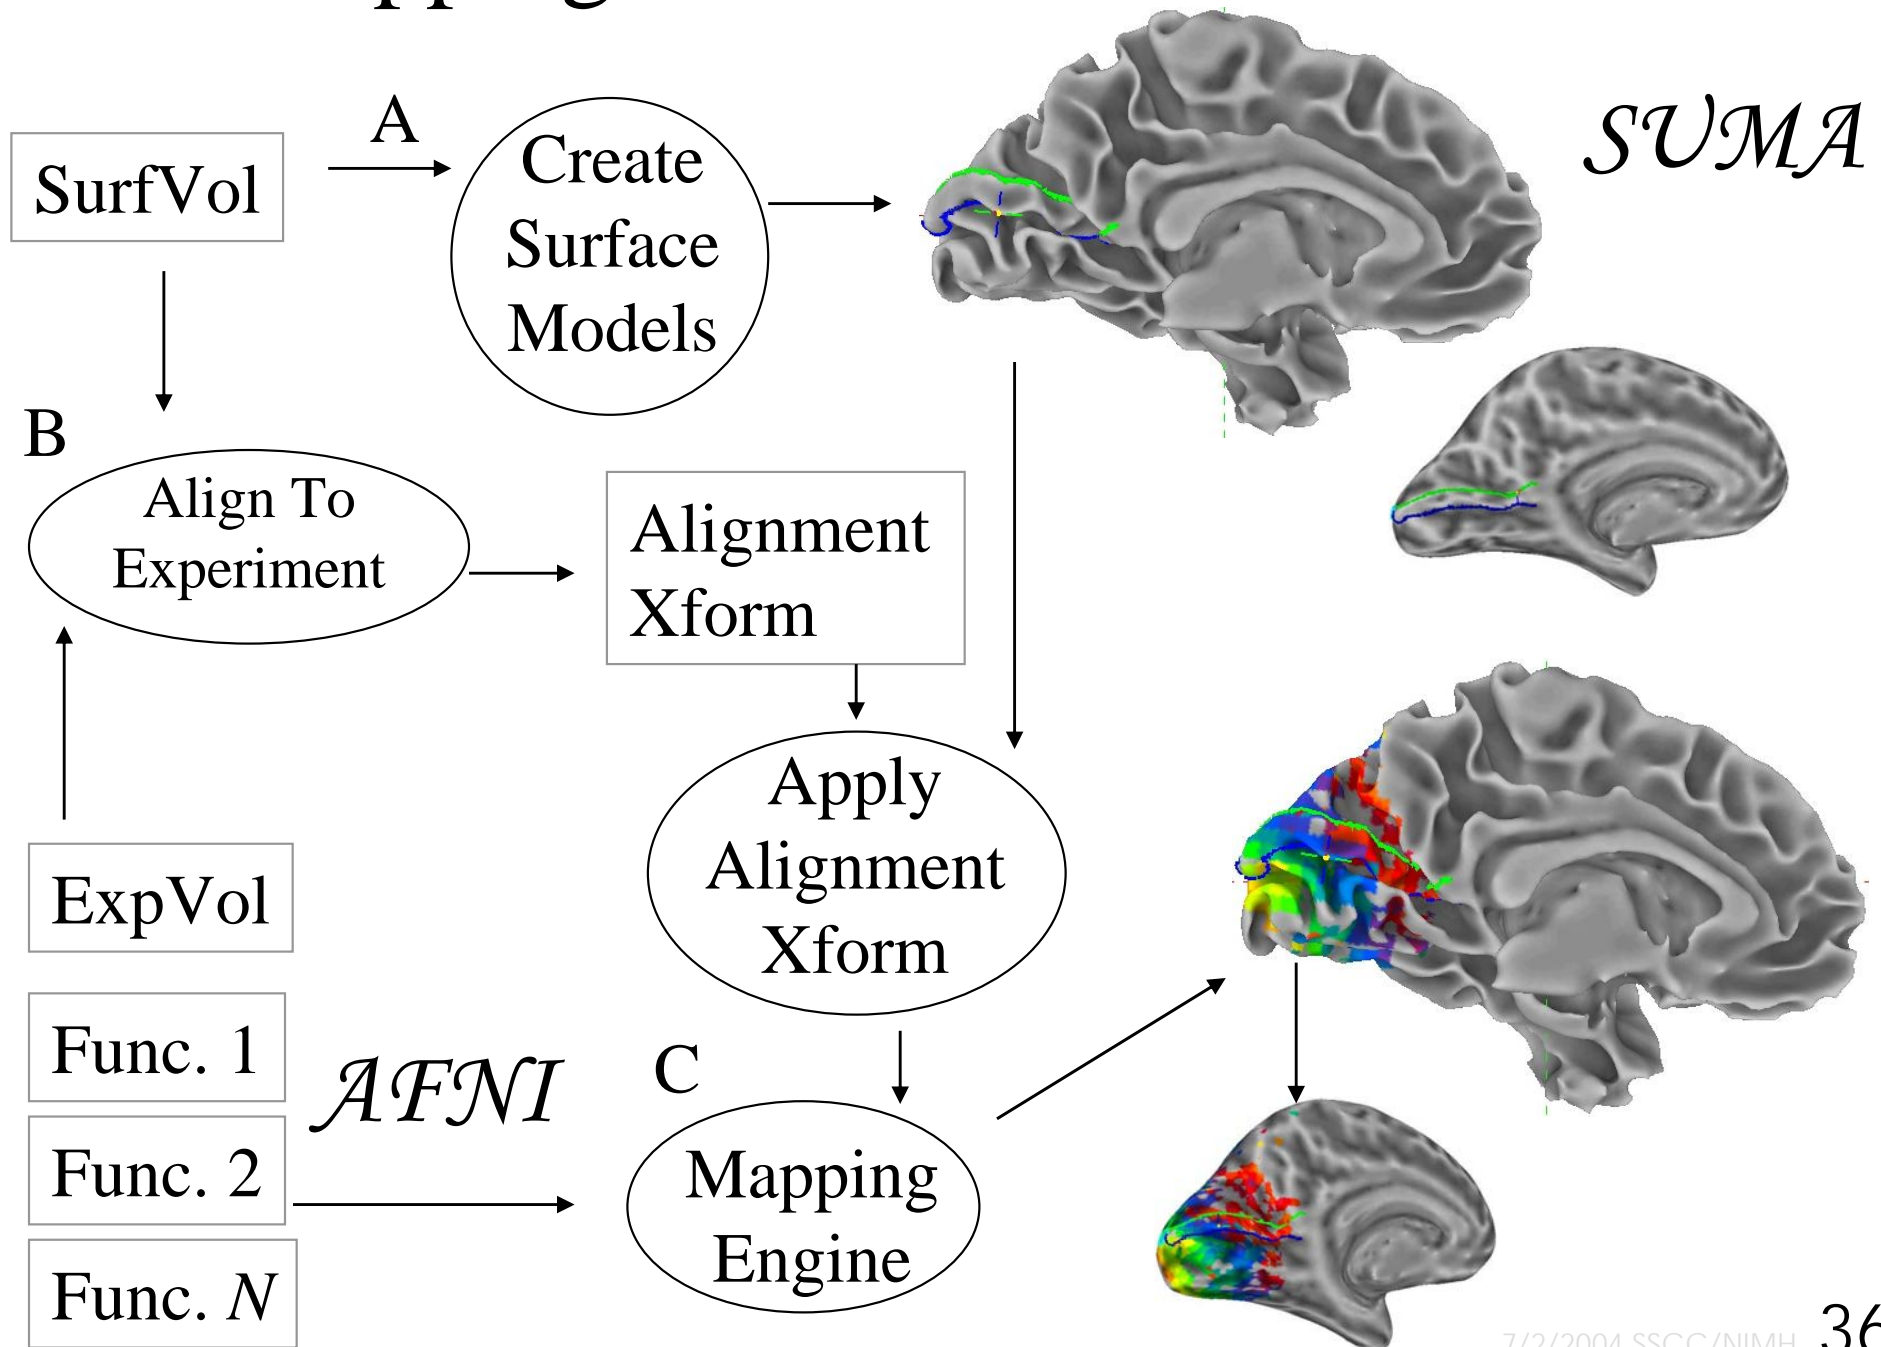 A
SUMA
SurfVol
Create
Surface
Models
B
Align To
Experiment
Alignment
Xform
Apply
Alignment
Xform
ExpVol
Func. 1
AFNI
C
Func. 2
Mapping
Engine
Func. N
7/2/2004 SSCC/NIMH
36